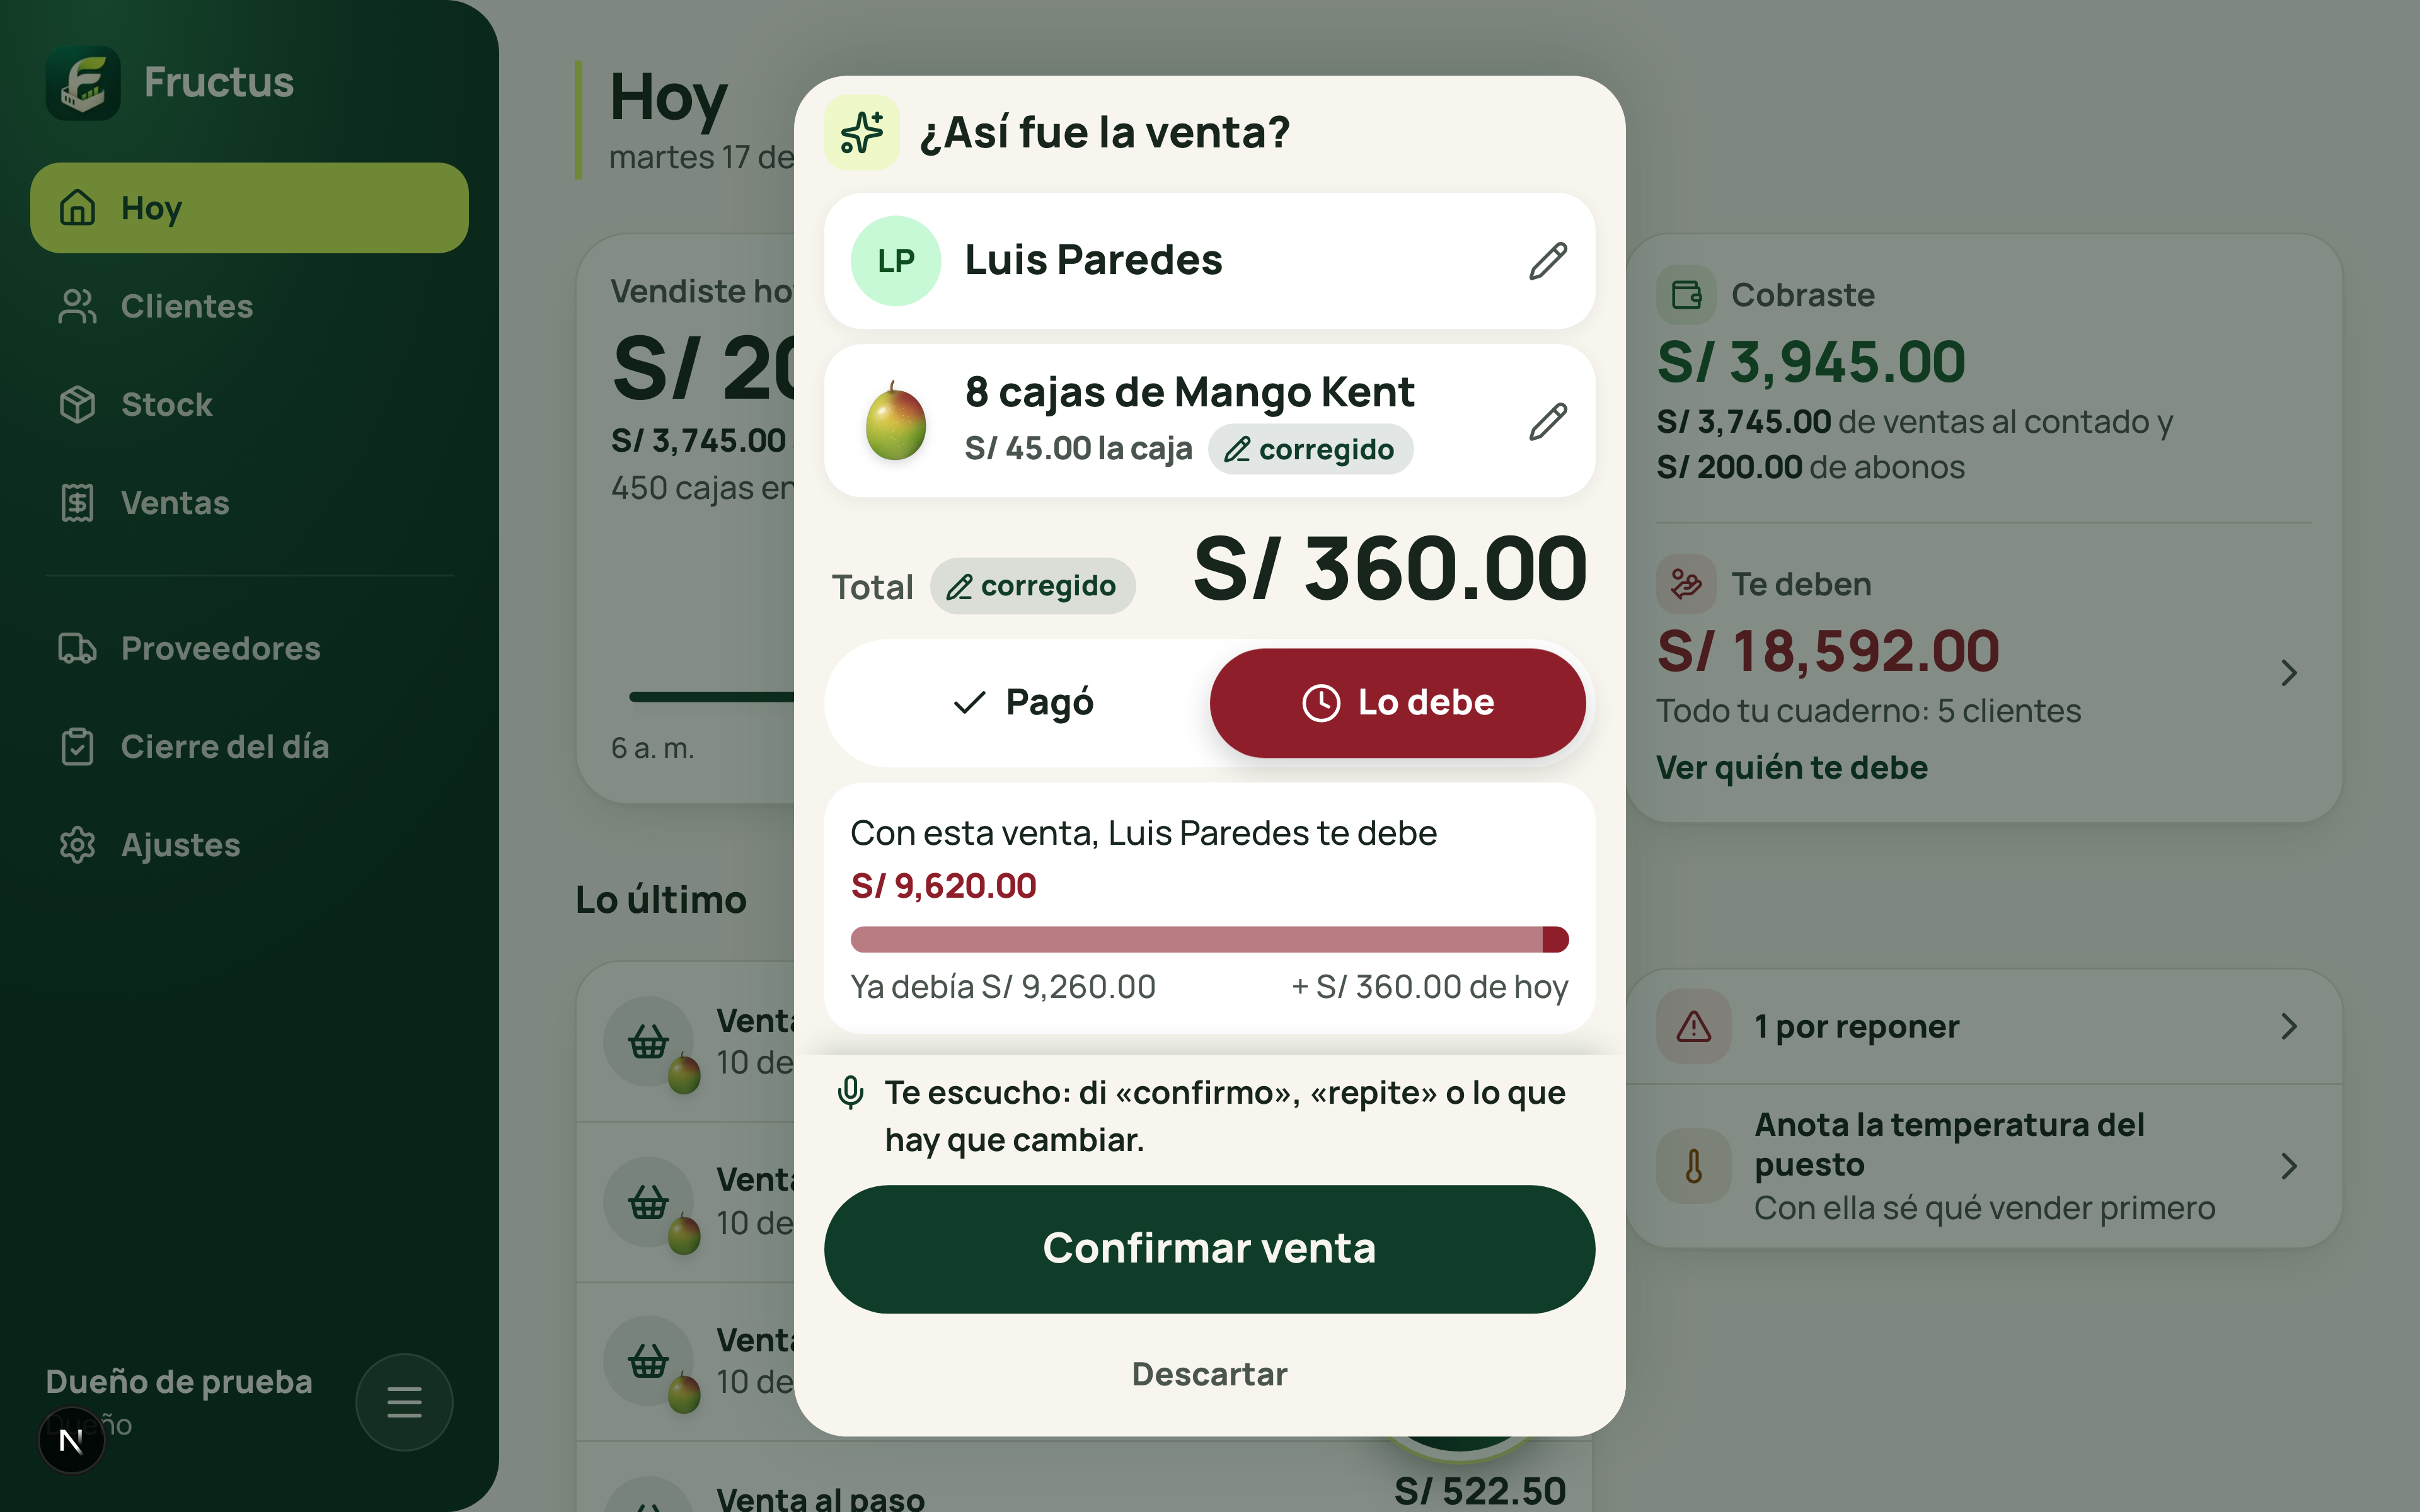 Fructus
Hoy
Clientes
Stock
Ventas
Proveedores
Cierre del día
Ajustes
Dueño de prueba
Dueño
N
Hoy
martes 17 de
Vendiste ho
S/ 20
S/ 3,745.00
450 cajas en
6 a. m.
Lo último
Venta
10 de
Venta
10 de
Venta
10 de
Venta al paso
S/ 522.50
¿Así fue la venta?
LP
Luis Paredes
8 cajas de Mango Kent
S/ 45.00 la caja corregido
Total corregido S/ 360.00
Pagó Lo debe
Con esta venta, Luis Paredes te debe
S/ 9,620.00
Ya debía S/ 9,260.00 + S/ 360.00 de hoy
Te escucho: di «confirmo», «repite» o lo que
hay que cambiar.
Confirmar venta
Descartar
Cobraste
S/ 3,945.00
S/ 3,745.00 de ventas al contado y
S/ 200.00 de abonos
Te deben
S/ 18,592.00
Todo tu cuaderno: 5 clientes
Ver quién te debe
1 por reponer
Anota la temperatura del
puesto
Con ella sé qué vender primero